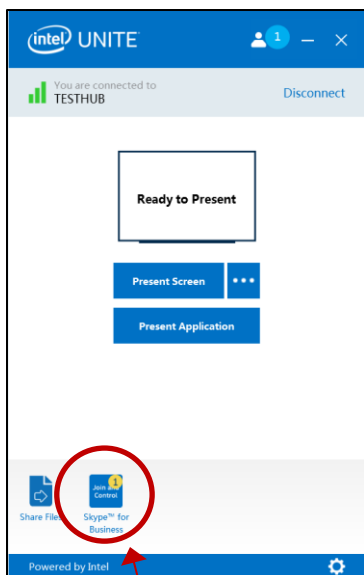 intel UNITE
1
You are connected to
TESTHUB
Disconnect
Ready to Present
Present Screen
Present Application
Join and
Control
1
Share Files
Skype™ for
Business
Powered by Intel